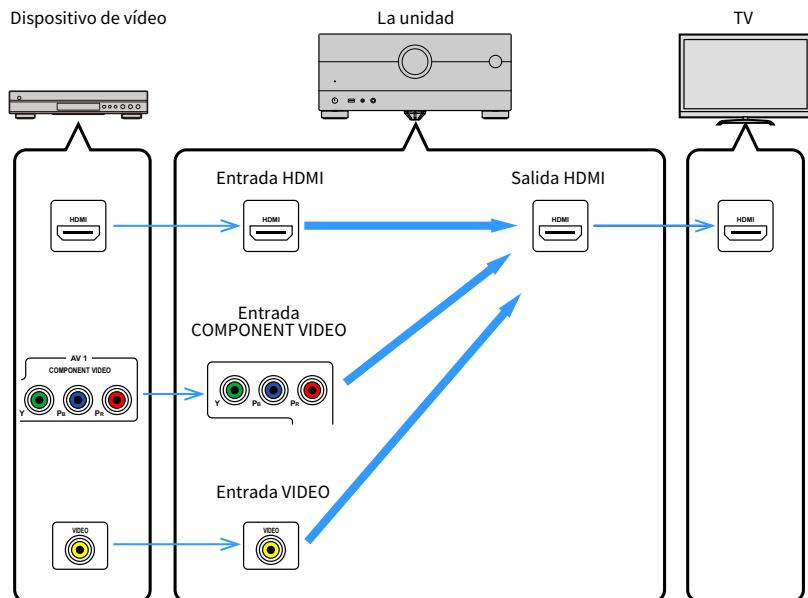 Dispositivo de vídeo
La unidad
TV
Entrada HDMI
Salida HDMI
HDMI
HDMI
HDMI
HDMI
Entrada
COMPONENT VIDEO
AV 1
COMPONENT VIDEO
Y PB PR
Y PB PR
Entrada VIDEO
VIDEO
VIDEO